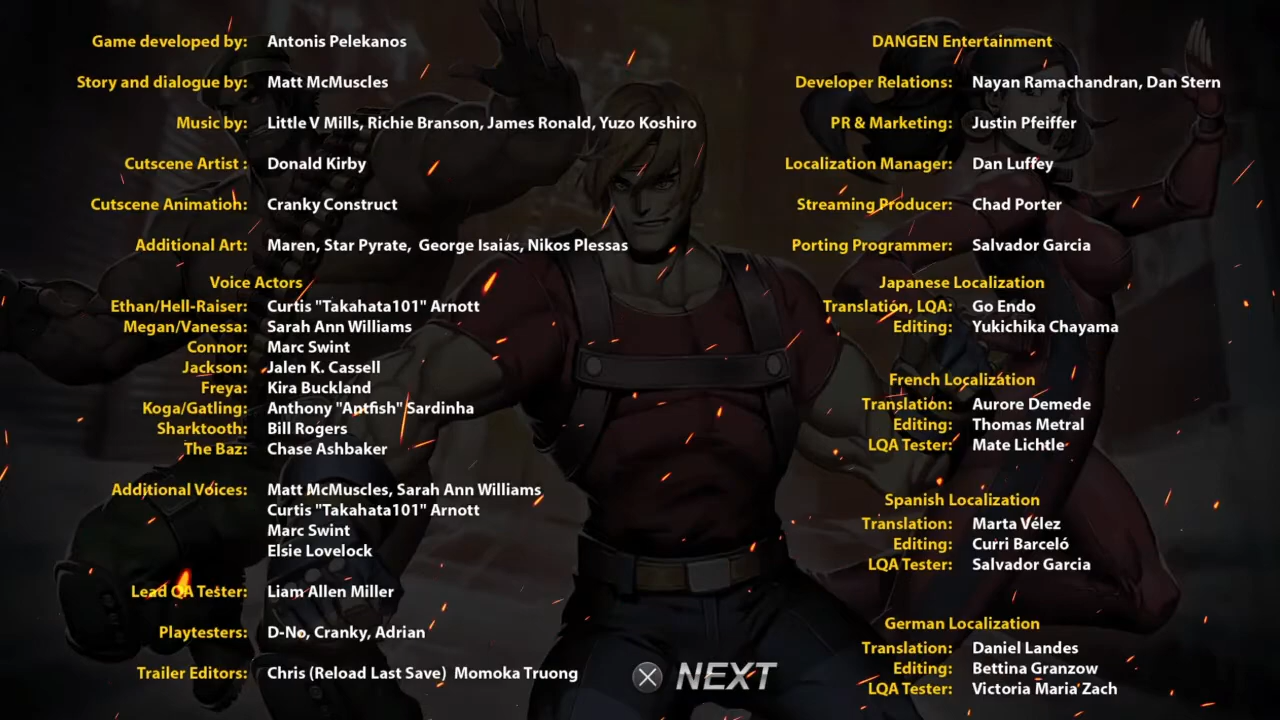 Game developed by: Antonis Pelekanos
Story and dialogue by: Matt McMuscles
Music by: Little V Mills, Richie Branson, James Ronald, Yuzo Koshiro
Cutscene Artist : Donald Kirby
Cutscene Animation: Cranky Construct
Additional Art: Maren, Star Pyrate, George Isaias, Nikos Plessas
Voice Actors
Ethan/Hell-Raiser: Curtis "Takahata101" Arnott
Megan/Vanessa: Sarah Ann Williams
Connor: Marc Swint
Jackson: Jalen K. Cassell
Freya: Kira Buckland
Koga/Gatling: Anthony "Antfish" Sardinha
Sharktooth: Bill Rogers
The Baz: Chase Ashbaker
Additional Voices: Matt McMuscles, Sarah Ann Williams
Curtis "Takahata101" Arnott
Marc Swint
Elsie Lovelock
Lead QA Tester: Liam Allen Miller
Playtesters: D-No, Cranky, Adrian
Trailer Editors: Chris (Reload Last Save) Momoka Truong
DANGEN Entertainment
Developer Relations: Nayan Ramachandran, Dan Stern
PR & Marketing: Justin Pfeiffer
Localization Manager: Dan Luffey
Streaming Producer: Chad Porter
Porting Programmer: Salvador Garcia
Japanese Localization
Translation, LQA: Go Endo
Editing: Yukichika Chayama
French Localization
Translation: Aurore Demede
Editing: Thomas Metral
LQA Tester: Mate Lichtle
Spanish Localization
Translation: Marta Vélez
Editing: Curri Barceló
LQA Tester: Salvador Garcia
German Localization
Translation: Daniel Landes
Editing: Bettina Granzow
LQA Tester: Victoria Maria Zach
NEXT